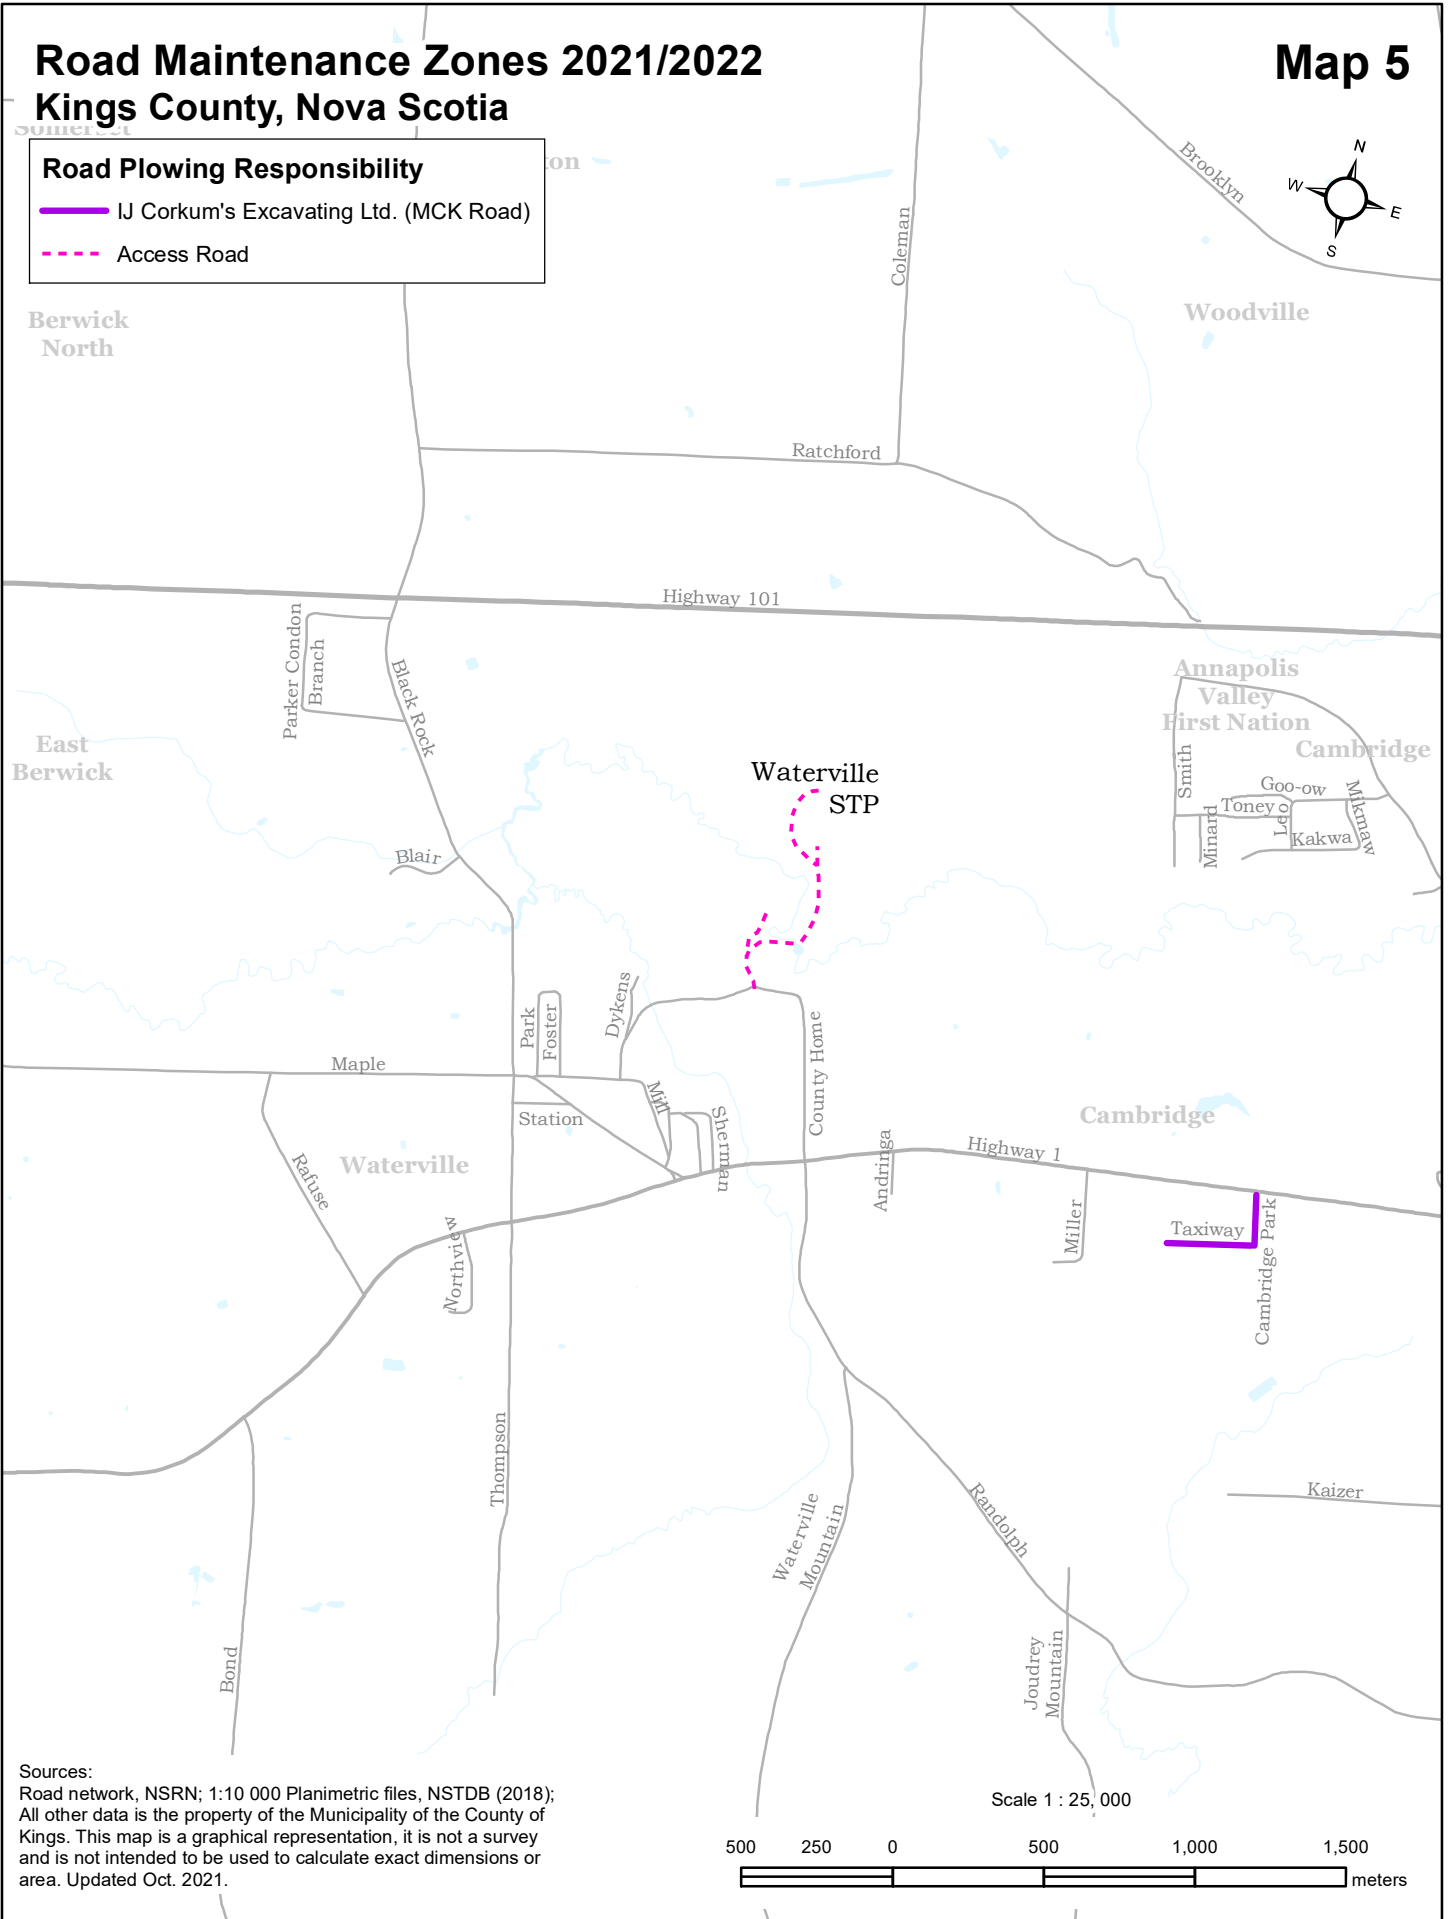 Road Maintenance Zones 2021/2022
Kings County, Nova Scotia
Map 5
Somerset
Road Plowing Responsibility
IJ Corkum's Excavating Ltd. (MCK Road)
Access Road
ton
N
W
E
S
Brooklyn
Coleman
Woodville
Berwick
North
Ratchford
Highway 101
Parker Condon
Branch
Black Rock
Annapolis
Valley
First Nation
Cambridge
East
Berwick
Waterville
STP
Smith
Goo-ow
Toney
Leo
Mikmaw
Minard
Kakwa
Blair
Dykens
Park
Foster
County Home
Maple
Mill
Station
Sherman
Cambridge
Andringa
Highway 1
Waterville
Rafuse
Northview
Miller
Taxiway
Cambridge Park
Thompson
Waterville
Mountain
Randolph
Kaizer
Bond
Joudrey
Mountain
Sources:
Road network, NSRN; 1:10 000 Planimetric files, NSTDB (2018);
All other data is the property of the Municipality of the County of
Kings. This map is a graphical representation, it is not a survey
and is not intended to be used to calculate exact dimensions or
area. Updated Oct. 2021.
Scale 1 : 25, 000
500 250 0 500 1,000 1,500
meters